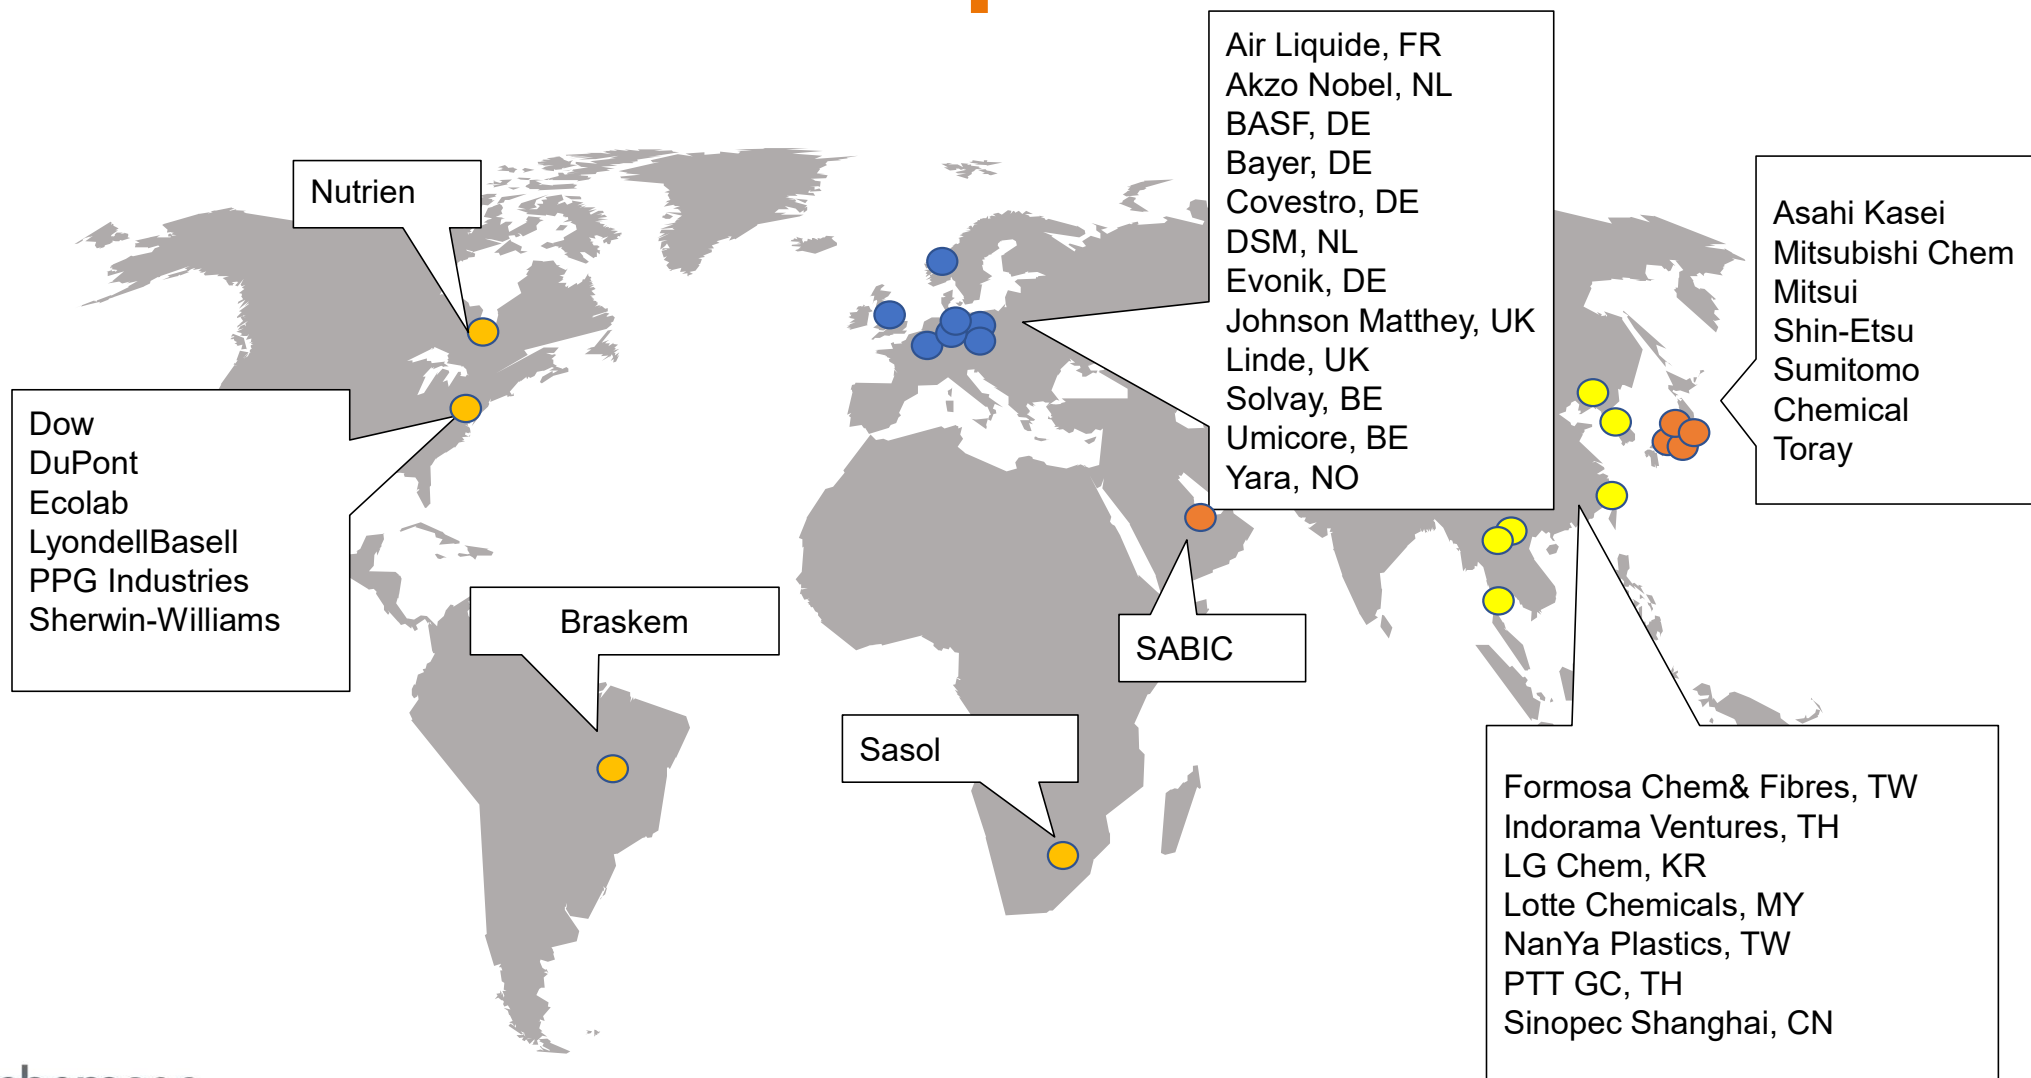 Air Liquide, FR
Akzo Nobel, NL
BASF, DE
Bayer, DE
Covestro, DE
DSM, NL
Evonik, DE
Johnson Matthey, UK
Linde, UK
Solvay, BE
Umicore, BE
Yara, NO
Nutrien
Asahi Kasei
Mitsubishi Chem
Mitsui
Shin-Etsu
Sumitomo
Chemical
Toray
Dow
DuPont
Ecolab
LyondellBasell
PPG Industries
Sherwin-Williams
Braskem
SABIC
Sasol
Formosa Chem& Fibres, TW
Indorama Ventures, TH
LG Chem, KR
Lotte Chemicals, MY
NanYa Plastics, TW
PTT GC, TH
Sinopec Shanghai, CN